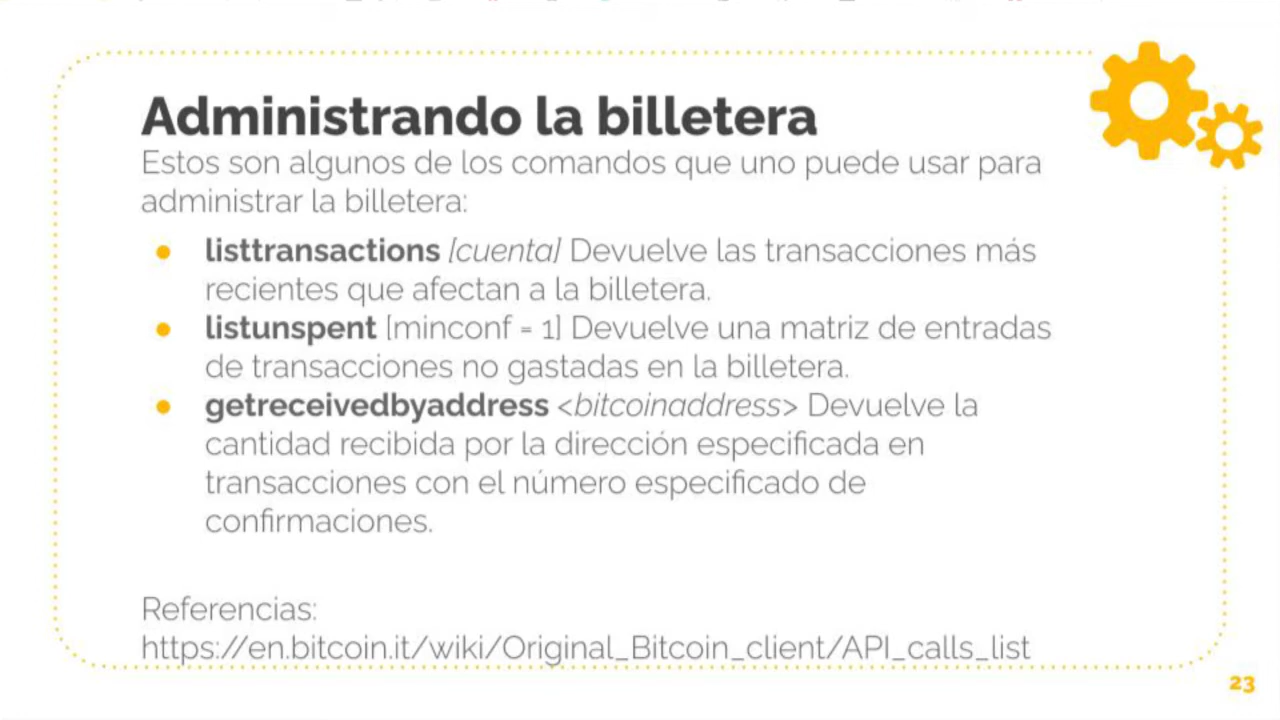 Administrando la billetera
Estos son algunos de los comandos que uno puede usar para
administrar la billetera:
● listtransactions [cuenta] Devuelve las transacciones más
recientes que afectan a la billetera.
● listunspent [minconf = 1] Devuelve una matriz de entradas
de transacciones no gastadas en la billetera.
● getreceivedbyaddress <bitcoinaddress> Devuelve la
cantidad recibida por la dirección especificada en
transacciones con el número especificado de
confirmaciones.
Referencias:
https://en.bitcoin.it/wiki/Original_Bitcoin_client/API_calls_list
23